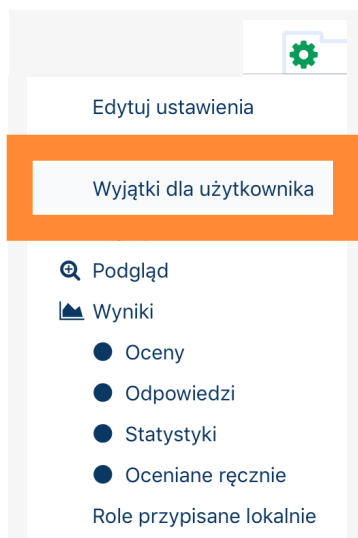 Edytuj ustawienia
Wyjątki dla użytkownika
Podgląd
Wyniki
Oceny
Odpowiedzi
Statystyki
Oceniane ręcznie
Role przypisane lokalnie